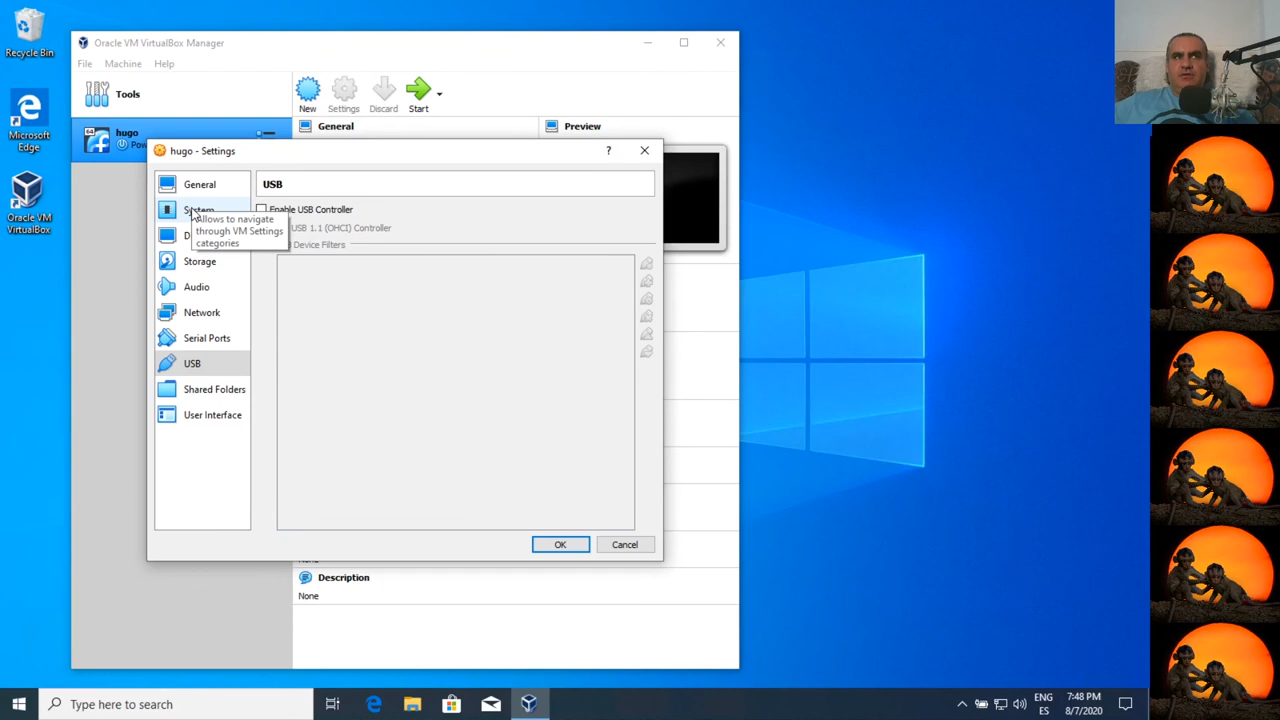 Recycle Bin
Microsoft
Edge
Oracle VM
VirtualBox
Oracle VM VirtualBox Manager
File Machine Help
Tools
New Settings Discard Start
64
hugo
General
Preview
hugo - Settings
?
General
Storage
Audio
Network
Serial Ports
USB
Shared Folders
User Interface
Allows to navigate
through VM Settings
categories
USB
Enable USB Controller
USB 1.1 (OHCI) Controller
Device Filters
OK Cancel
Description
None
Type here to search
ENG
ES
7:48 PM
8/7/2020